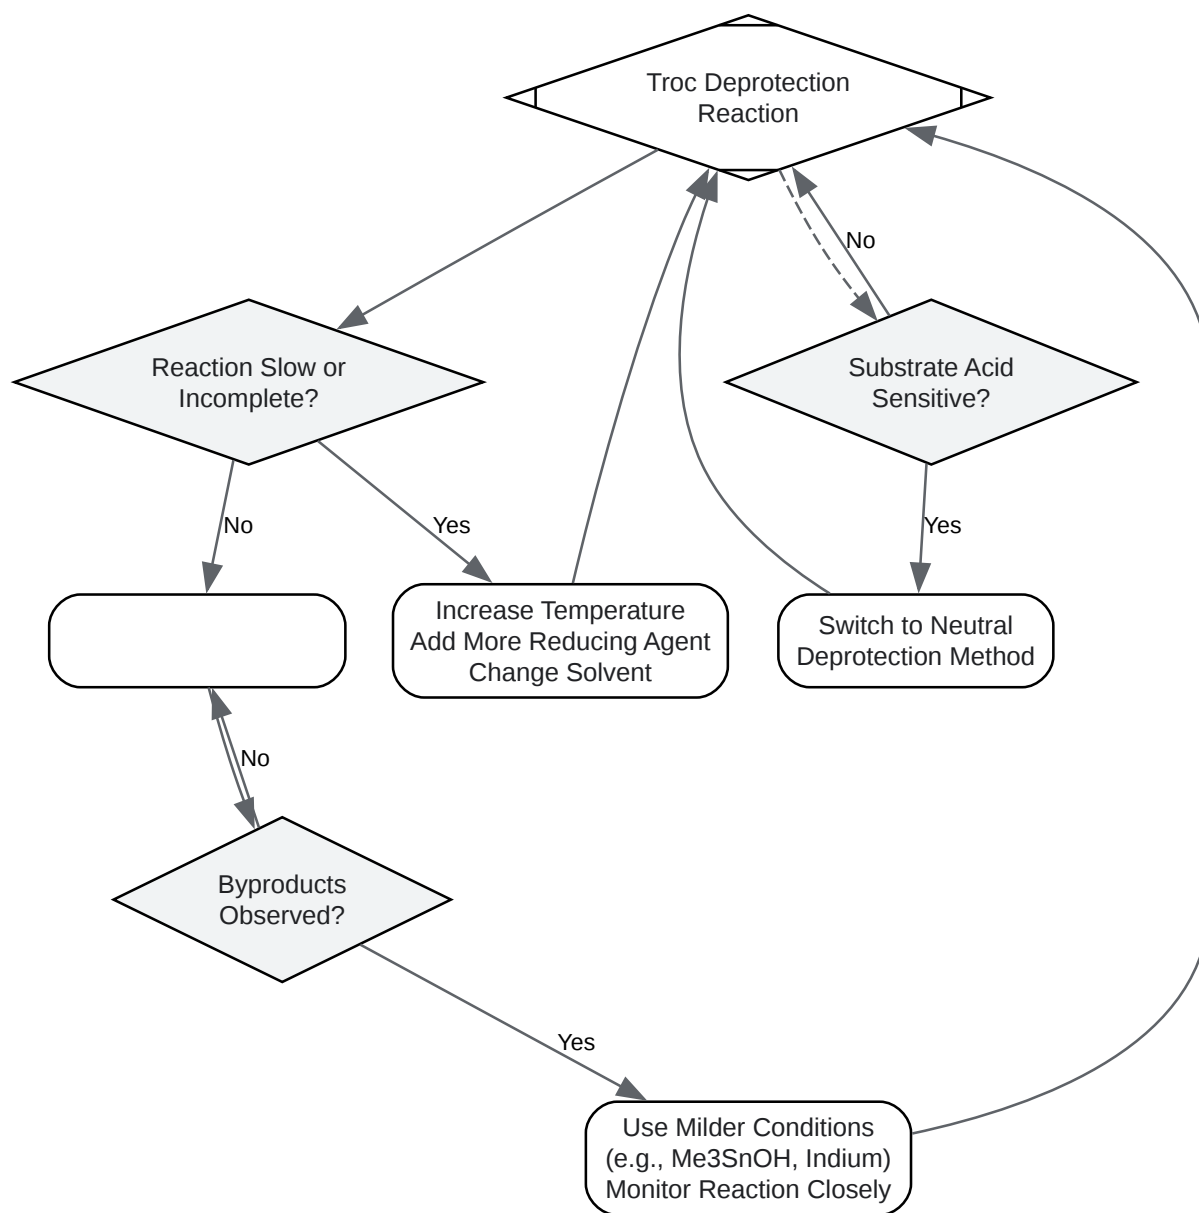 Troc Deprotection
Reaction
No
Reaction Slow or
Incomplete?
Substrate Acid
Sensitive?
No
Yes
Yes
Increase Temperature
Add More Reducing Agent
Change Solvent
Switch to Neutral
Deprotection Method
No
Byproducts
Observed?
Yes
Use Milder Conditions
(e.g., Me3SnOH, Indium)
Monitor Reaction Closely